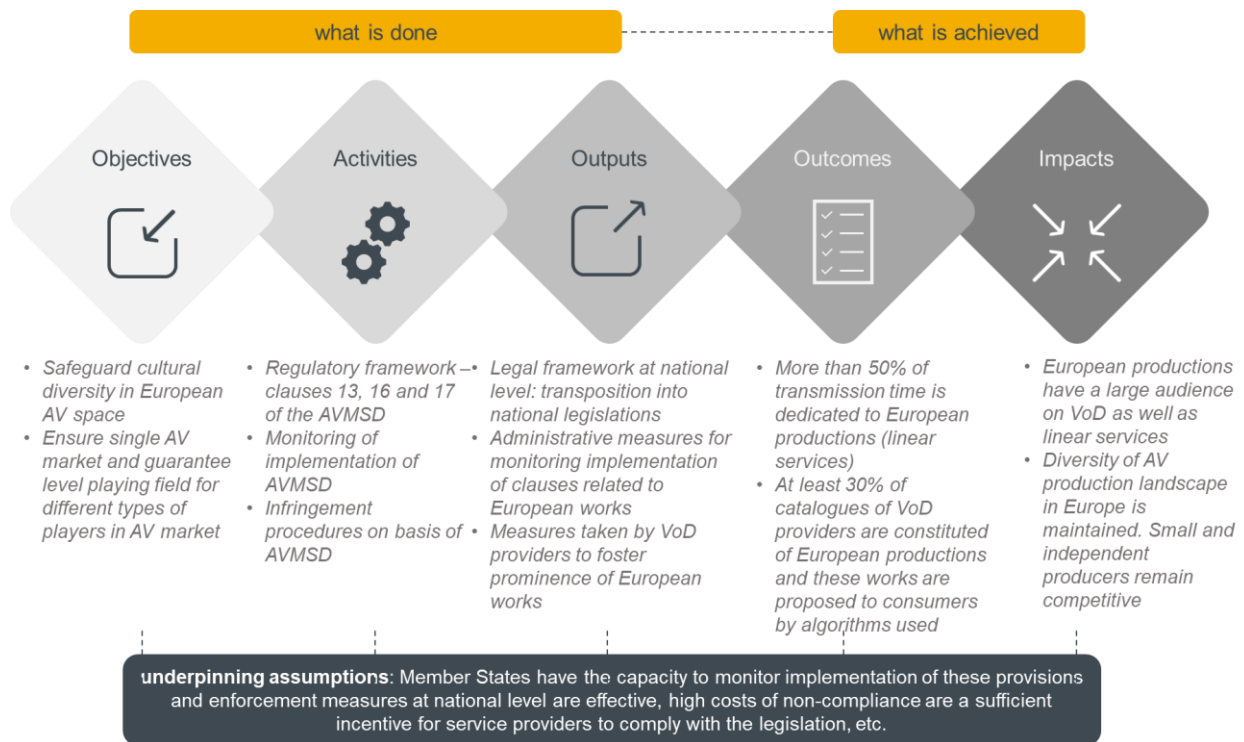 what is done
what is achieved
Objectives
Activities
Outputs
Outcomes
Impacts
• Safeguard cultural
diversity in European
AV space
• Ensure single AV
market and guarantee
level playing field for
different types of
players in AV market
• Regulatory framework –
clauses 13, 16 and 17
of the AVMSD
• Monitoring of
implementation of
AVMSD
• Infringement
procedures on basis of
AVMSD
• Legal framework at national
level: transposition into
national legislations
• Administrative measures for
monitoring implementation
of clauses related to
European works
• Measures taken by VoD
providers to foster
prominence of European
works
• More than 50% of
transmission time is
dedicated to European
productions (linear
services)
• At least 30% of
catalogues of VoD
providers are constituted
of European productions
and these works are
proposed to consumers
by algorithms used
• European productions
have a large audience
on VoD as well as
linear services
• Diversity of AV
production landscape
in Europe is
maintained. Small and
independent
producers remain
competitive
underpinning assumptions: Member States have the capacity to monitor implementation of these provisions
and enforcement measures at national level are effective, high costs of non-compliance are a sufficient
incentive for service providers to comply with the legislation, etc.